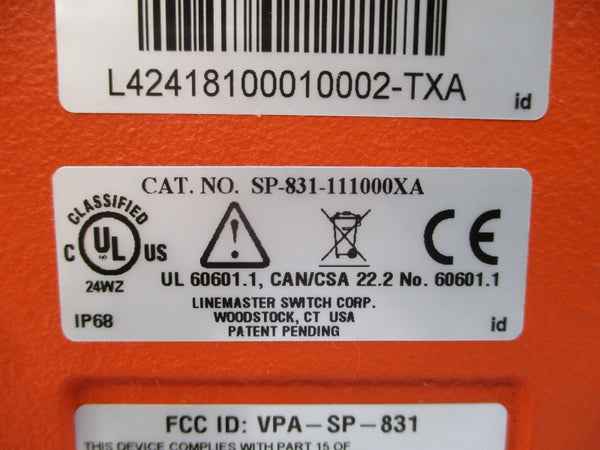 L42418100010002-TXA
id
CAT. NO. SP-831-111000XA
CLASSIFIED
C UL US
24WZ
CE
UL 60601.1, CAN/CSA 22.2 No. 60601.1
LINEMASTER SWITCH CORP.
WOODSTOCK, CT USA
PATENT PENDING
IP68
id
FCC ID: VPA-SP-831
THIS DEVICE COMPLIES WITH PART 15 OF